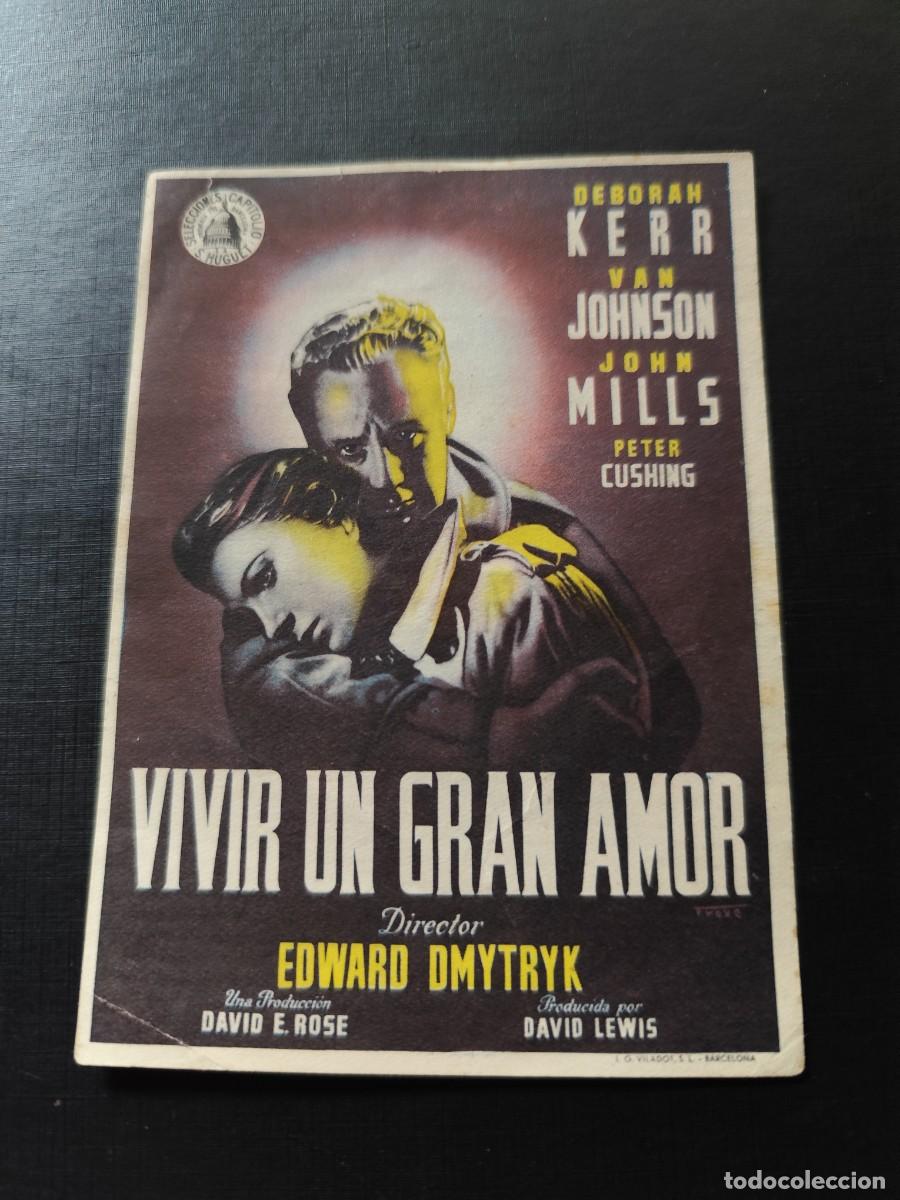 SELECCIONES CAPITOLIO
S. HUGUET
DEBORAH
KERR
VAN
JOHNSON
JOHN
MILLS
PETER
CUSHING
VIVIR UN GRAN AMOR
Director
EDWARD DMYTRYK
Una Producción
DAVID E. ROSE
Producida por
DAVID LEWIS
I. G. VILADOT, S. L. - BARCELONA
todocoleccion